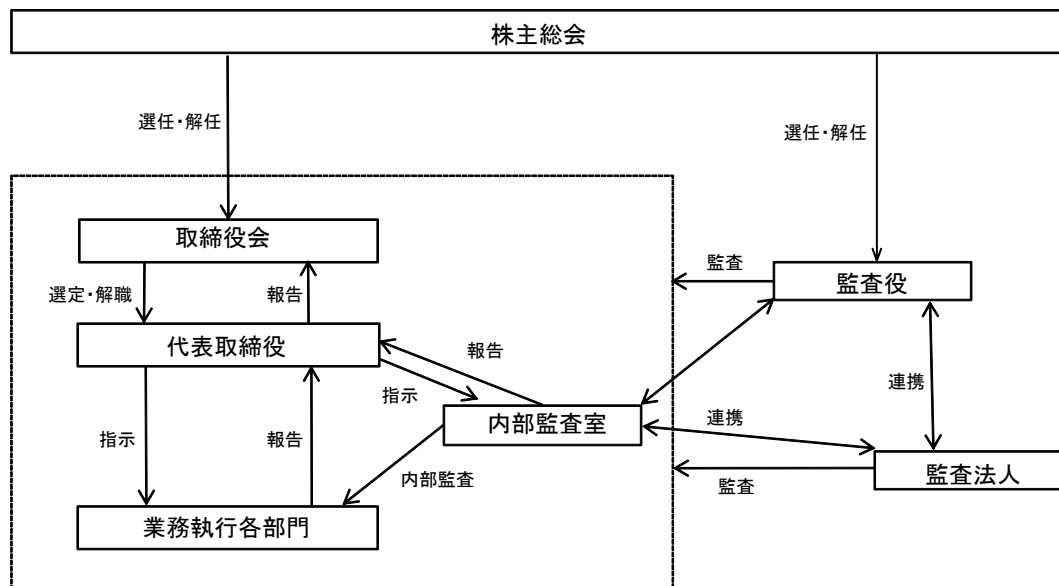 株主総会
選任・解任
選任・解任
取締役会
監査
監査役
選定・解職
報告
代表取締役
報告
指示
連携
内部監査室
連携
指示
報告
内部監査
監査
監査法人
業務執行各部門